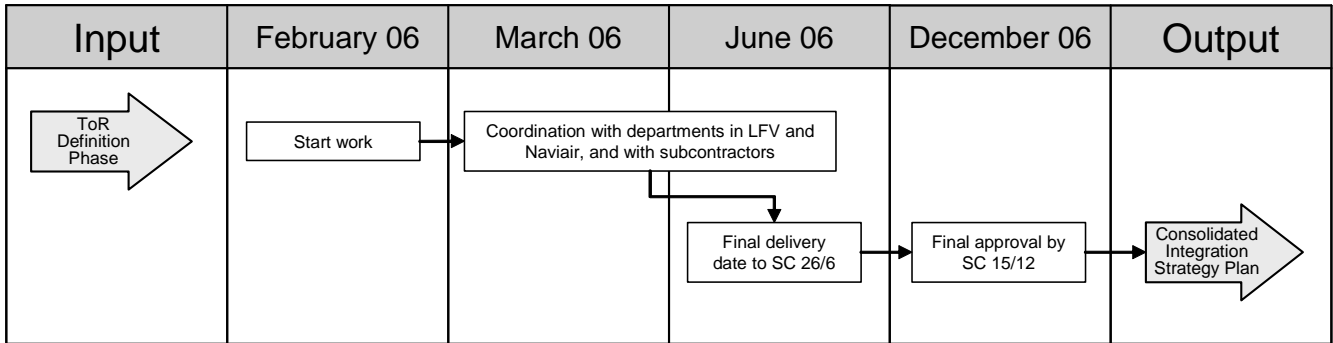 Input
February 06
March 06
June 06
December 06
Output
ToR
Definition
Phase
Start work
Coordination with departments in LFV and
Naviair, and with subcontractors
Final delivery
date to SC 26/6
Final approval by
SC 15/12
Consolidated
Integration
Strategy Plan